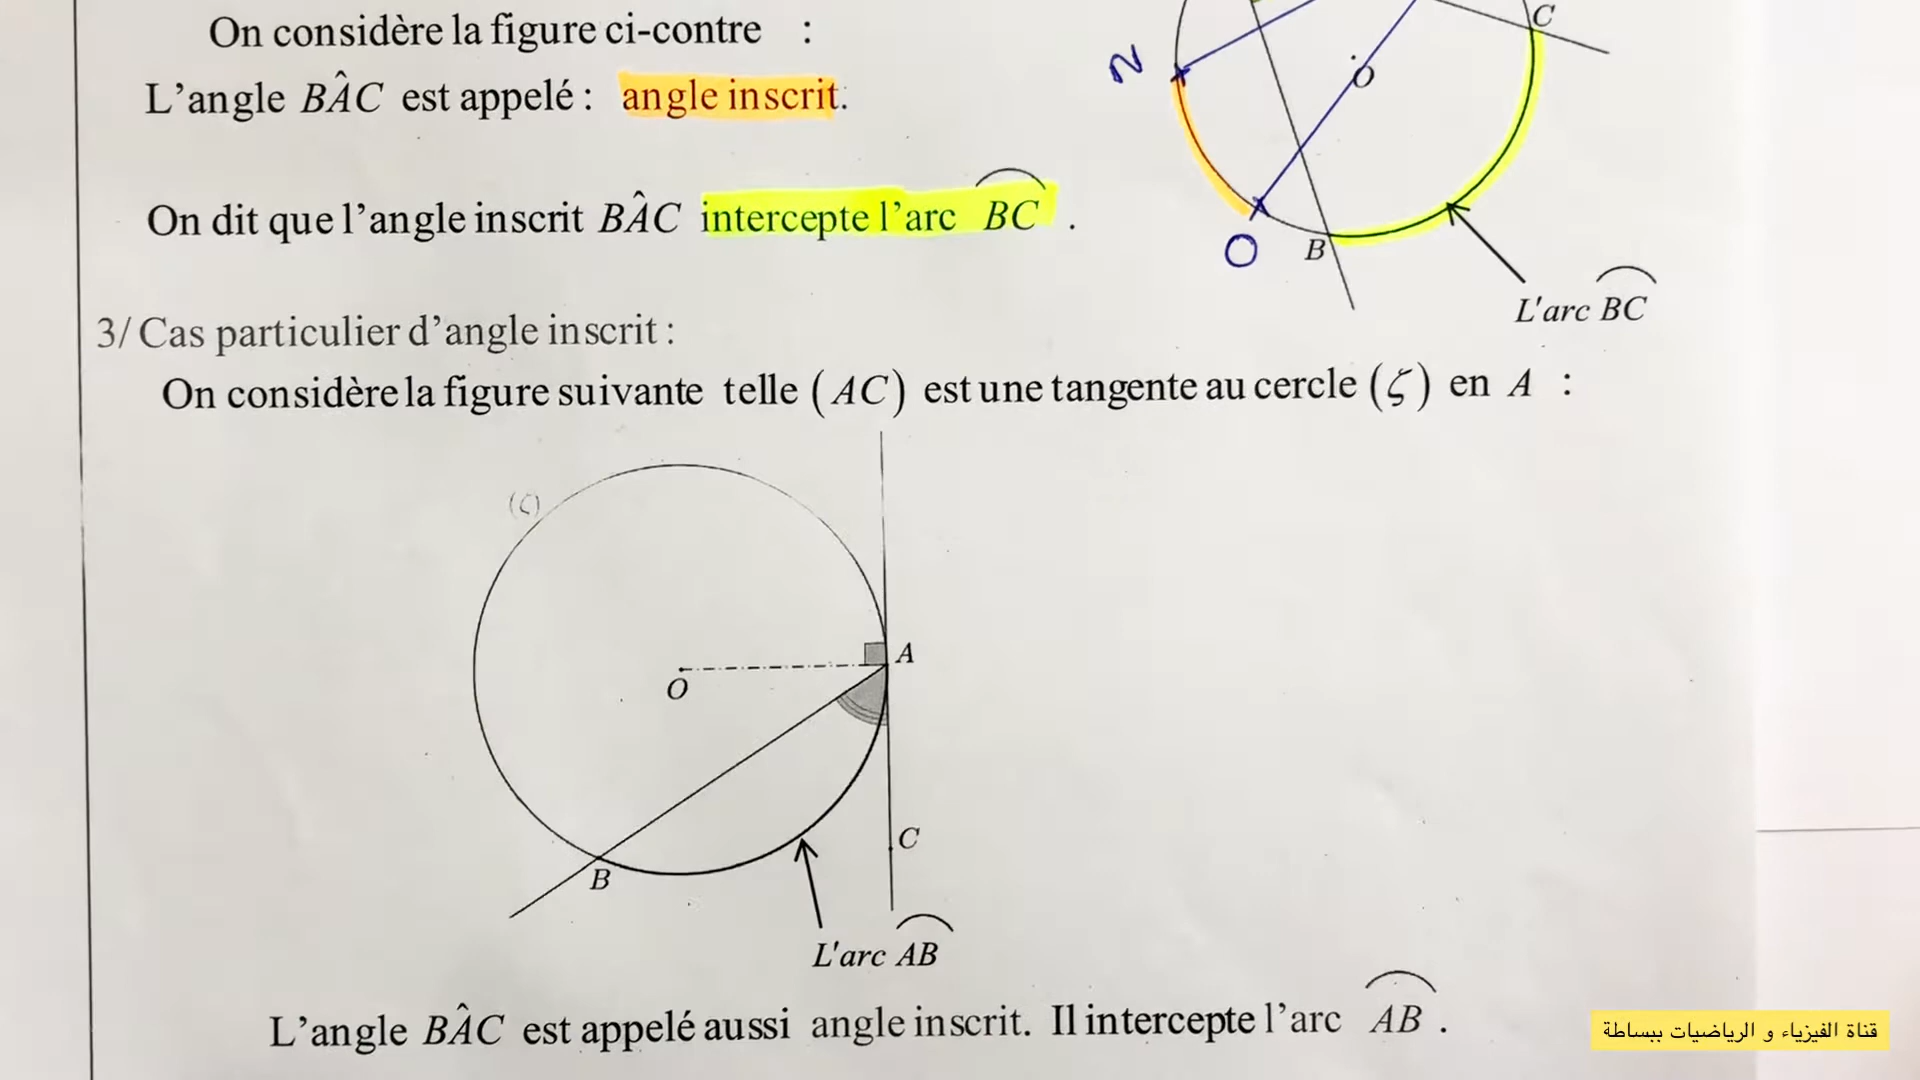 On considère la figure ci-contre :
L'angle BÂC est appelé : angle inscrit.
On dit que l'angle inscrit BÂC intercepte l'arc BC .
C
N
O
O
B
L'arc BC
3/ Cas particulier d'angle inscrit :
On considère la figure suivante telle (AC) est une tangente au cercle (ζ) en A :
(ζ)
A
O
C
B
L'arc AB
L'angle BÂC est appelé aussi angle inscrit. Il intercepte l'arc AB .
قناة الفيزياء و الرياضيات ببساطة